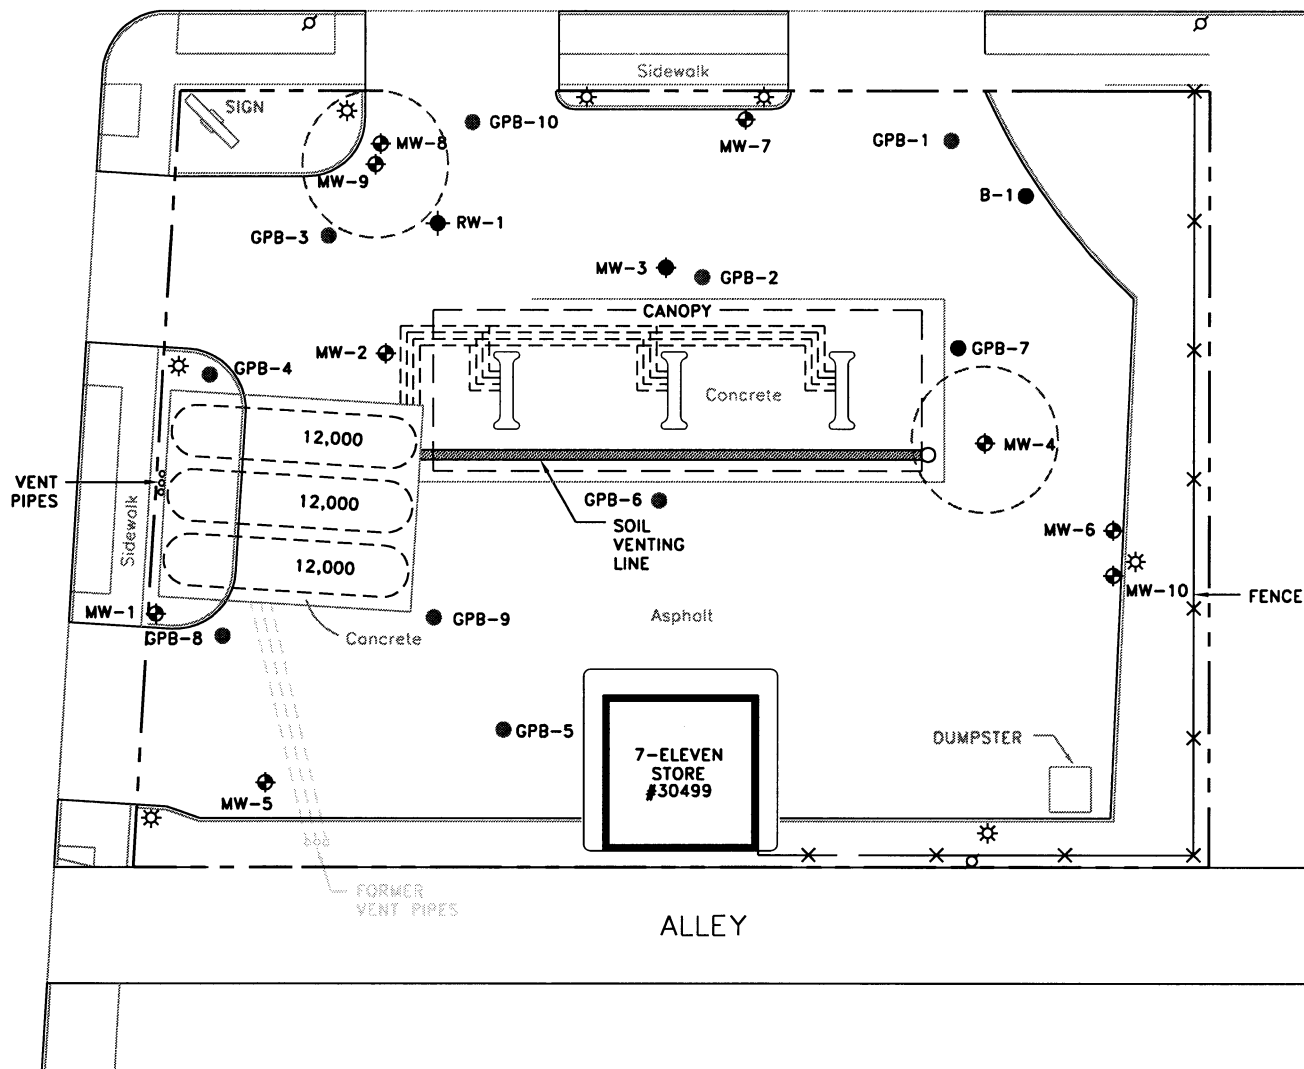 Sidewalk
SIGN
GPB-10
MW-8
MW-9
MW-7
GPB-1
B-1
RW-1
GPB-3
MW-3
GPB-2
CANOPY
MW-2
GPB-7
GPB-4
Concrete
12,000
MW-4
VENT
PIPES
12,000
Sidewalk
GPB-6
SOIL
VENTING
LINE
MW-6
12,000
MW-10
FENCE
MW-1
GPB-8
Concrete
GPB-9
Asphalt
GPB-5
DUMPSTER
7-ELEVEN
STORE
#30499
MW-5
FORMER
VENT PIPES
ALLEY